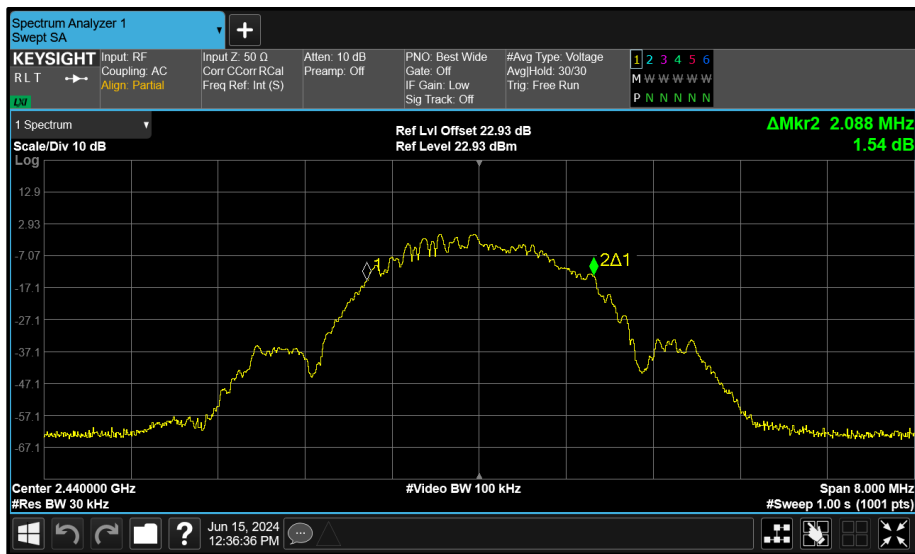 Spectrum Analyzer 1
Swept SA
+
KEYSIGHT
R L T
LXI
Input: RF
Coupling: AC
Align: Partial
Input Z: 50 Ω
Corr CCorr RCal
Freq Ref: Int (S)
Atten: 10 dB
Preamp: Off
PNO: Best Wide
Gate: Off
IF Gain: Low
Sig Track: Off
#Avg Type: Voltage
Avg|Hold: 30/30
Trig: Free Run
1 2 3 4 5 6
M W W W W W
P N N N N N
1 Spectrum
Scale/Div 10 dB
Ref Lvl Offset 22.93 dB
Ref Level 22.93 dBm
ΔMkr2 2.088 MHz
1.54 dB
Log
12.9
2.93
-7.07
-17.1
-27.1
-37.1
-47.1
-57.1
-67.1
1
2Δ1
Center 2.440000 GHz
#Res BW 30 kHz
#Video BW 100 kHz
Span 8.000 MHz
#Sweep 1.00 s (1001 pts)
?
Jun 15, 2024
12:36:36 PM